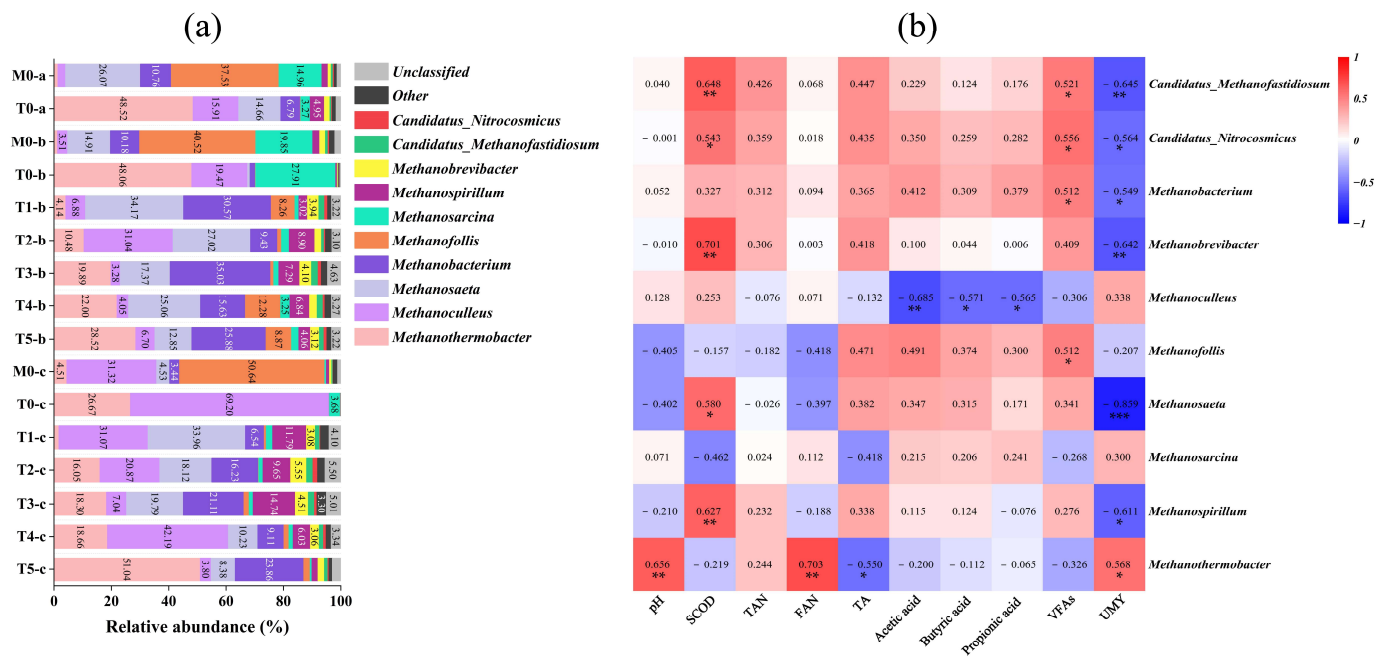 (a)
M0-a 26.07 10.76 37.53 14.96
T0-a 48.52 15.91 14.66 6.79 3.27 4.95
M0-b 3.51 14.91 10.18 40.52 19.85
T0-b 48.06 19.47 27.91
T1-b 4.14 6.88 34.17 30.57 8.26 3.02 3.94 3.22
T2-b 10.48 31.04 27.02 9.43 8.90 3.10
T3-b 19.89 3.28 17.37 35.03 7.29 4.10 4.63
T4-b 22.00 4.05 25.06 5.63 2.28 3.25 6.84 3.27
T5-b 28.52 6.70 12.85 25.88 8.87 4.06 3.12 3.22
M0-c 4.51 31.32 4.53 3.44 50.64
T0-c 26.67 69.20 3.68
T1-c 31.07 33.96 6.54 11.79 3.08 4.10
T2-c 16.05 20.87 18.12 16.23 9.65 5.55 5.50
T3-c 18.30 7.04 19.79 21.11 14.74 4.51 3.30 5.01
T4-c 18.66 42.19 10.23 9.11 6.03 3.06 3.34
T5-c 51.04 3.80 8.38 23.86
0 20 40 60 80 100
Relative abundance (%)
Unclassified
Other
Candidatus_Nitrocosmicus
Candidatus_Methanofastidiosum
Methanobrevibacter
Methanospirillum
Methanosarcina
Methanofollis
Methanobacterium
Methanosaeta
Methanoculleus
Methanothermobacter
(b)
0.040 0.648 0.426 0.068 0.447 0.229 0.124 0.176 0.521 − 0.645 Candidatus_Methanofastidiosum
** * **
− 0.001 0.543 0.359 0.018 0.435 0.350 0.259 0.282 0.556 − 0.564 Candidatus_Nitrocosmicus
* * *
0.052 0.327 0.312 0.094 0.365 0.412 0.309 0.379 0.512 − 0.549 Methanobacterium
* *
− 0.010 0.701 0.306 0.003 0.418 0.100 0.044 0.006 0.409 − 0.642 Methanobrevibacter
** **
0.128 0.253 − 0.076 0.071 − 0.132 − 0.685 − 0.571 − 0.565 − 0.306 0.338 Methanoculleus
** * *
− 0.405 − 0.157 − 0.182 − 0.418 0.471 0.491 0.374 0.300 0.512 − 0.207 Methanofollis
*
− 0.402 0.580 − 0.026 − 0.397 0.382 0.347 0.315 0.171 0.341 − 0.859 Methanosaeta
* ***
0.071 − 0.462 0.024 0.112 − 0.418 0.215 0.206 0.241 − 0.268 0.300 Methanosarcina
− 0.210 0.627 0.232 − 0.188 0.338 0.115 0.124 − 0.076 0.276 − 0.611 Methanospirillum
** *
0.656 − 0.219 0.244 0.703 − 0.550 − 0.200 − 0.112 − 0.065 − 0.326 0.568 Methanothermobacter
** ** * *
pH SCOD TAN FAN TA Acetic acid Butyric acid Propionic acid VFAs UMY
1
0.5
0
−0.5
−1